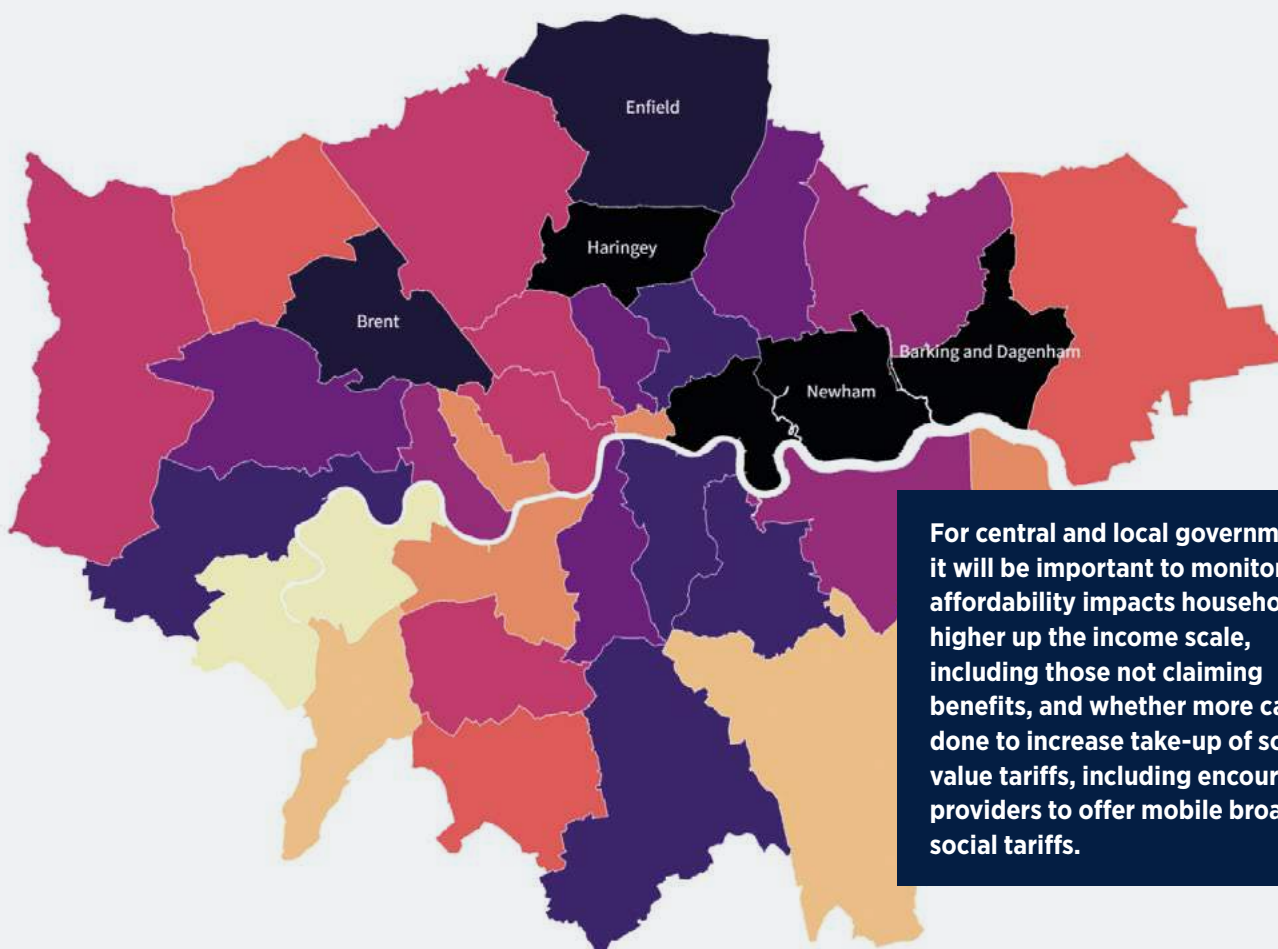 Enfield
Haringey
Brent
Barking and Dagenham
Newham
For central and local governm
it will be important to monitor
affordability impacts househo
higher up the income scale,
including those not claiming
benefits, and whether more ca
done to increase take-up of so
value tariffs, including encour
providers to offer mobile broa
social tariffs.